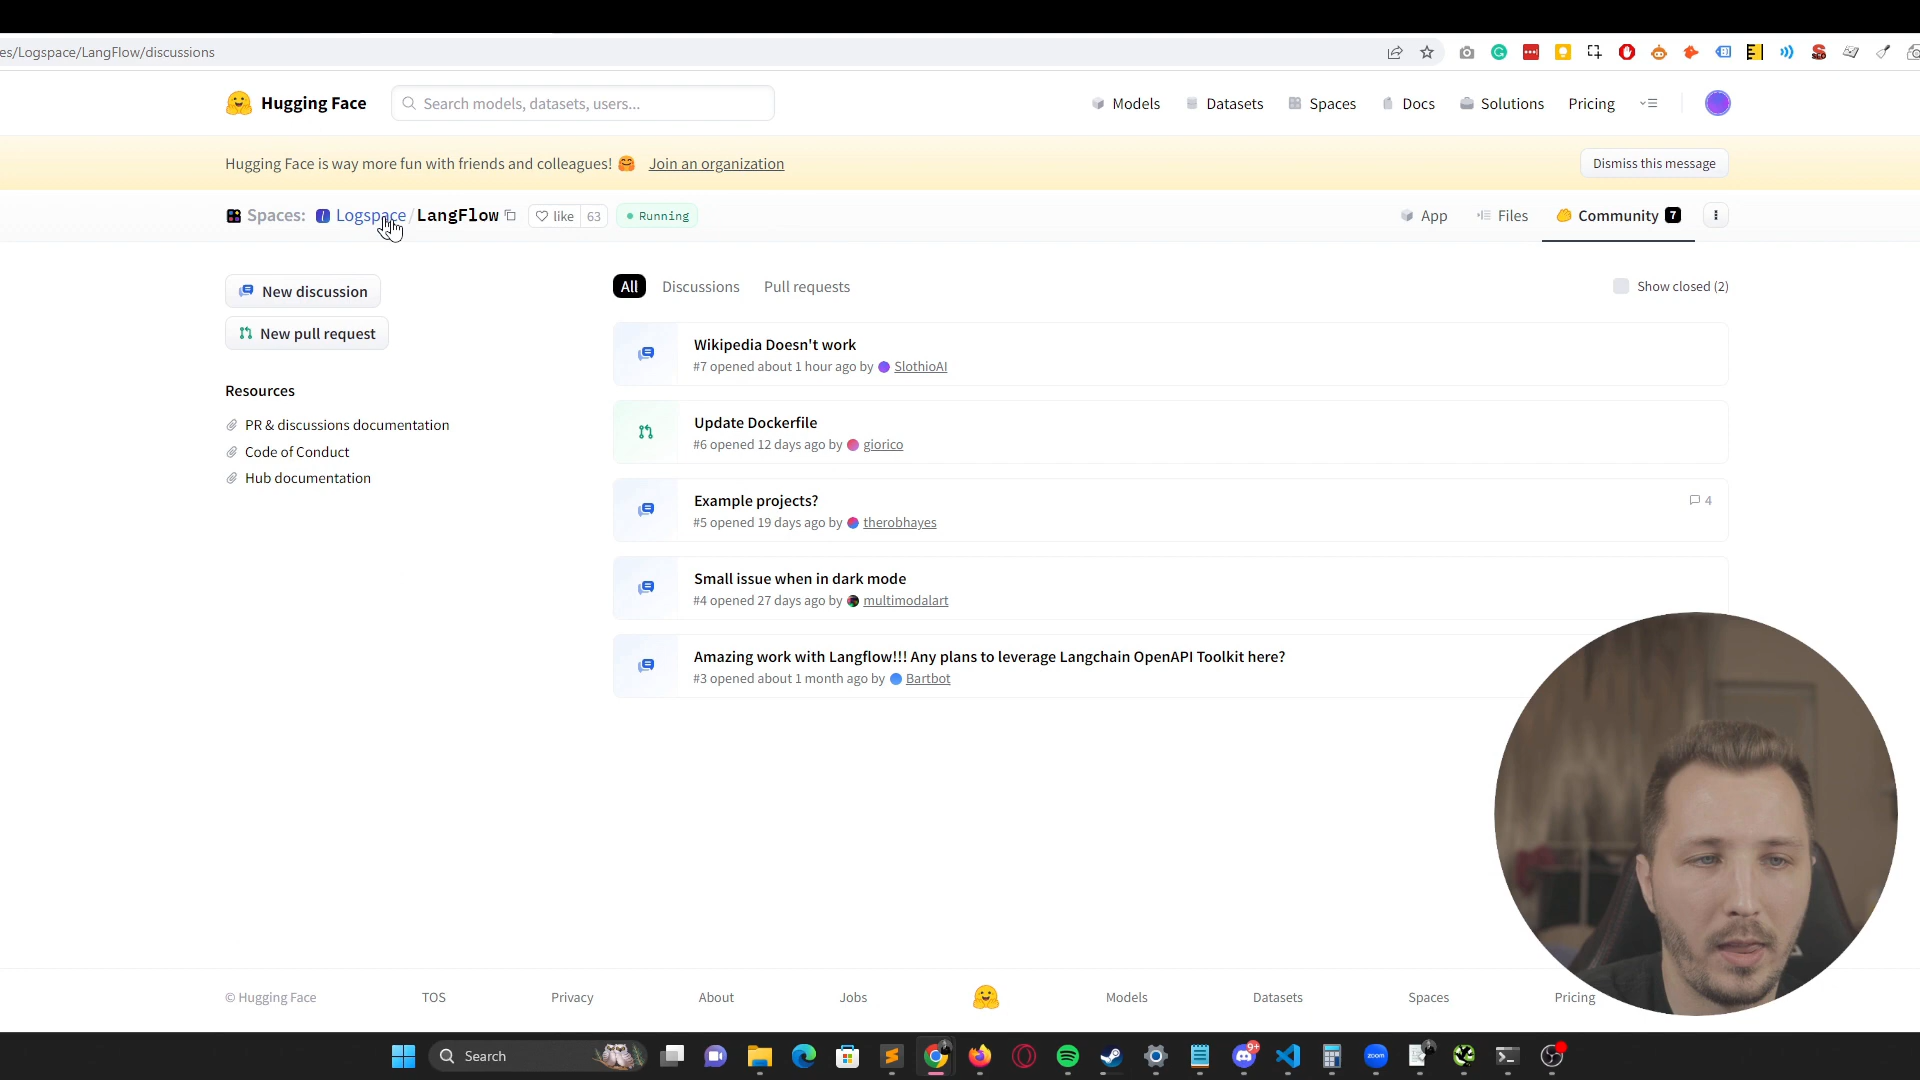 es/Logspace/LangFlow/discussions
Hugging Face
Search models, datasets, users...
Models
Datasets
Spaces
Docs
Solutions
Pricing
Hugging Face is way more fun with friends and colleagues! 🤗 Join an organization
Dismiss this message
Spaces: Logspace/LangFlow
like 63
Running
App
Files
Community 7
New discussion
New pull request
Resources
PR & discussions documentation
Code of Conduct
Hub documentation
All
Discussions
Pull requests
Show closed (2)
Wikipedia Doesn't work
#7 opened about 1 hour ago by SlothioAI
Update Dockerfile
#6 opened 12 days ago by giorico
Example projects?
4
#5 opened 19 days ago by therobhayes
Small issue when in dark mode
#4 opened 27 days ago by multimodalart
Amazing work with Langflow!!! Any plans to leverage Langchain OpenAPI Toolkit here?
#3 opened about 1 month ago by Bartbot
© Hugging Face
TOS
Privacy
About
Jobs
Models
Datasets
Spaces
Pricing
Search
9+
zoom